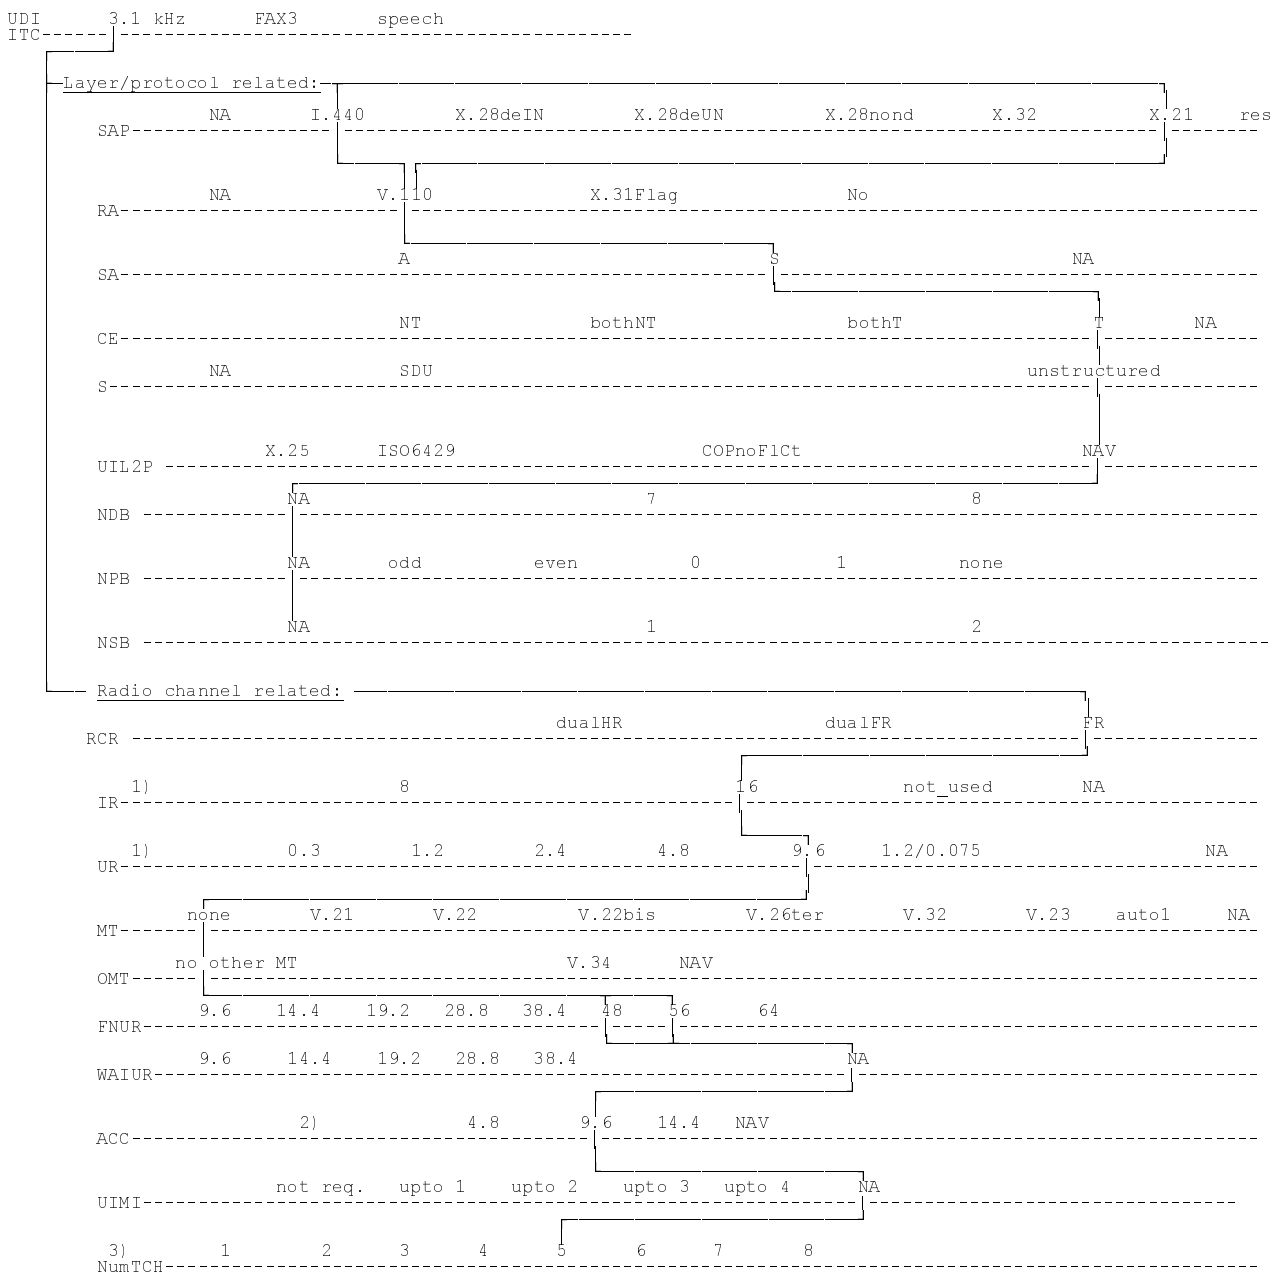 UDI 3.1 kHz FAX3 speech
ITC
Layer/protocol related:
NA I.440 X.28deIN X.28deUN X.28nond X.32 X.21 res
SAP
NA V.110 X.31Flag No
RA
A S NA
SA
NT bothNT bothT T NA
CE
NA SDU unstructured
S
X.25 ISO6429 COPnoFlCt NAV
UIL2P
NA 7 8
NDB
NA odd even 0 1 none
NPB
NA 1 2
NSB
Radio channel related:
dualHR dualFR FR
RCR
1) 8 16 not_used NA
IR
1) 0.3 1.2 2.4 4.8 9.6 1.2/0.075 NA
UR
none V.21 V.22 V.22bis V.26ter V.32 V.23 auto1 NA
MT
no other MT V.34 NAV
OMT
9.6 14.4 19.2 28.8 38.4 48 56 64
FNUR
9.6 14.4 19.2 28.8 38.4 NA
WAIUR
2) 4.8 9.6 14.4 NAV
ACC
not req. upto 1 upto 2 upto 3 upto 4 NA
UIMI
3) 1 2 3 4 5 6 7 8
NumTCH